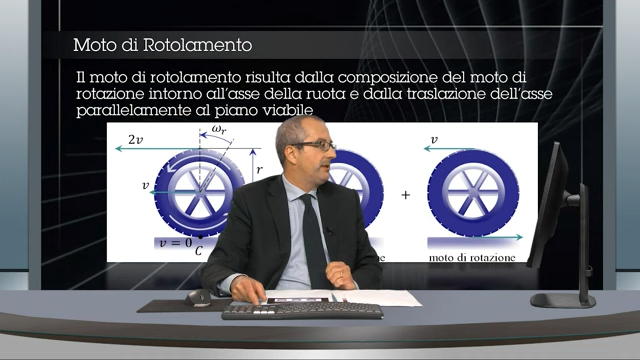 Moto di Rotolamento
Il moto di rotolamento risulta dalla composizione del moto di
rotazione intorno all'asse della ruota e dalla traslazione dell'asse
parallelamente al piano viabile
ω_r
2v
v
r
v
v = 0
C
+
moto di rotazione